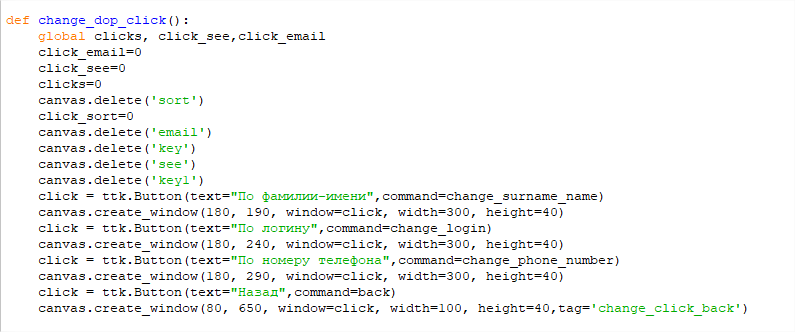 def change_dop_click():
    global clicks, click_see,click_email
    click_email=0
    click_see=0
    clicks=0
    canvas.delete('sort')
    click_sort=0
    canvas.delete('email')
    canvas.delete('key')
    canvas.delete('see')
    canvas.delete('key1')
    click = ttk.Button(text="По фамилии-имени",command=change_surname_name)
    canvas.create_window(180, 190, window=click, width=300, height=40)
    click = ttk.Button(text="По логину",command=change_login)
    canvas.create_window(180, 240, window=click, width=300, height=40)
    click = ttk.Button(text="По номеру телефона",command=change_phone_number)
    canvas.create_window(180, 290, window=click, width=300, height=40)
    click = ttk.Button(text="Назад",command=back)
    canvas.create_window(80, 650, window=click, width=100, height=40,tag='change_click_back')